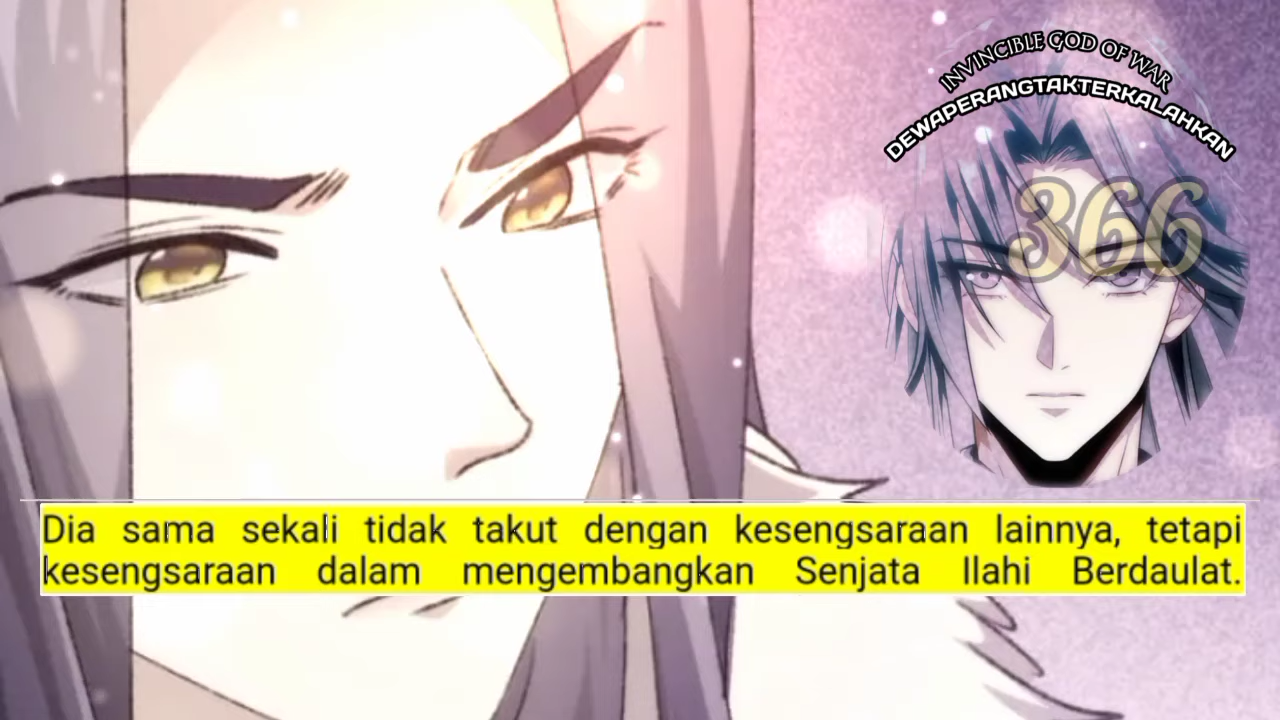 INVINCIBLE GOD OF WAR
DEWAPERANGTAKTERKALAHKAN
366
Dia sama sekali tidak takut dengan kesengsaraan lainnya, tetapi
kesengsaraan dalam mengembangkan Senjata Ilahi Berdaulat.